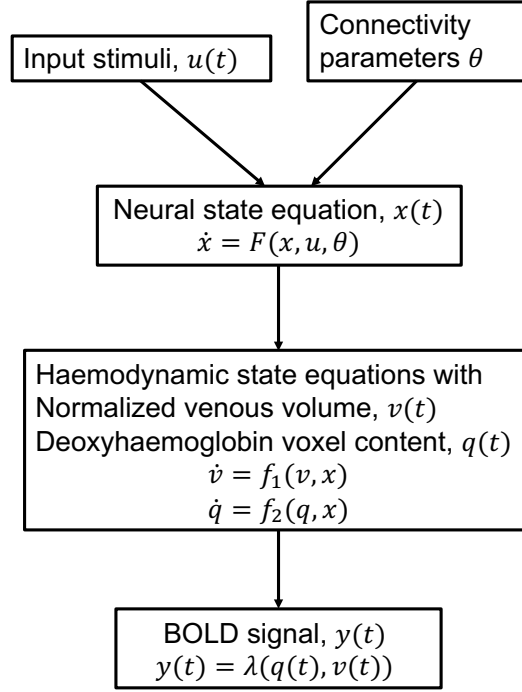 Input stimuli, 𝑢(𝑡)
Connectivity
parameters 𝜃
Neural state equation, 𝑥(𝑡)
ẋ = 𝐹(𝑥, 𝑢, 𝜃)
Haemodynamic state equations with
Normalized venous volume, 𝑣(𝑡)
Deoxyhaemoglobin voxel content, 𝑞(𝑡)
v̇ = 𝑓₁(𝑣, 𝑥)
q̇ = 𝑓₂(𝑞, 𝑥)
BOLD signal, 𝑦(𝑡)
𝑦(𝑡) = 𝜆(𝑞(𝑡), 𝑣(𝑡))